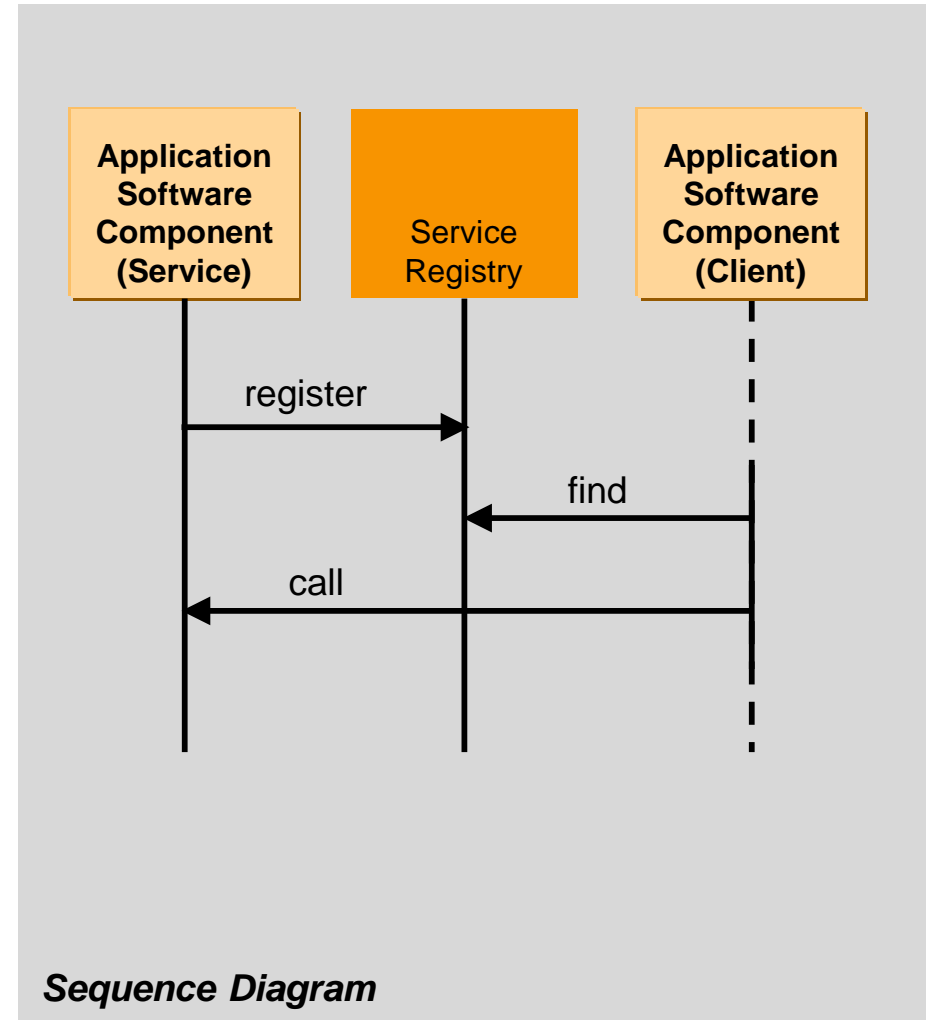 Application
Software
Component
(Service)
Service
Registry
Application
Software
Component
(Client)
register
find
call
Sequence Diagram